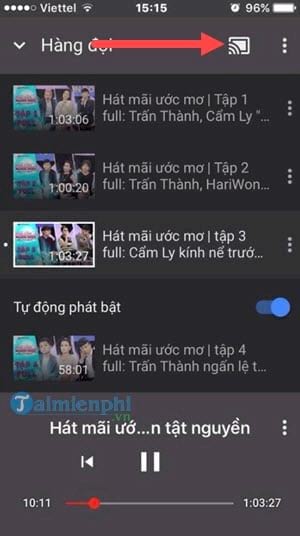 Viettel
15:15
96%
Hàng đợi
Hát mãi ước mơ | Tập 1
full: Trấn Thành, Cẩm Ly "...
1:03:06
Hát mãi ước mơ | Tập 2
full: Trấn Thành, HariWon...
1:00:20
Hát mãi ước mơ | tập 3
full: Cẩm Ly kính nể trướ...
1:03:27
Tự động phát bật
Hát mãi ước mơ | tập 4
full: Trấn Thành ngấn lệ t...
58:01
Taimienphi
.vn
Hát mãi ướ...n tật nguyền
10:11
1:03:27